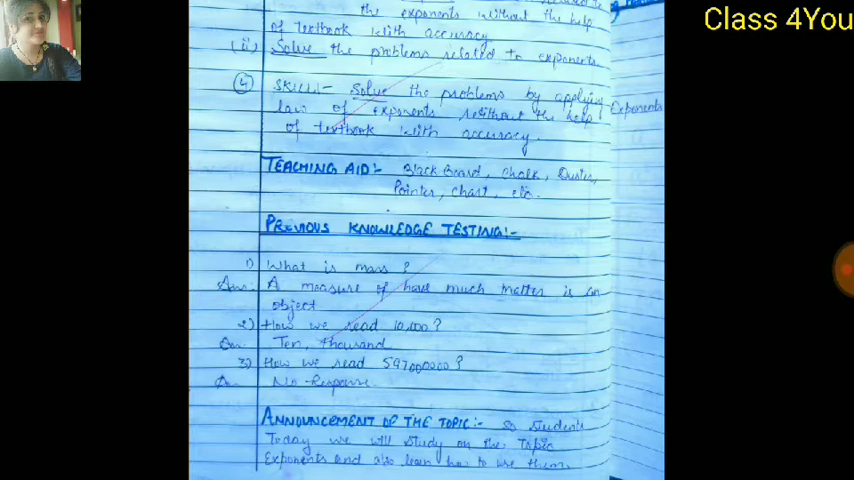 Class 4You
the exponents without the help
of textbook with accuracy
(ii) Solve the problems related to exponents.
(4) SKILL:- Solve the problems by applying
law of exponents without the help
Exponents
of textbook with accuracy.
TEACHING AID:- Black Board, Chalk, Duster,
Pointer, chart, etc.
PREVIOUS KNOWLEDGE TESTING:-
1) What is mass ?
Ans. A measure of how much matter is an
object
2) How we read 10,000 ?
An. Ten, thousand
3) How we read 597000000 ?
A. No-Response.
ANNOUNCEMENT OF THE TOPIC:- So students
Today we will study on the Topic
Exponents and also learn how to use them.